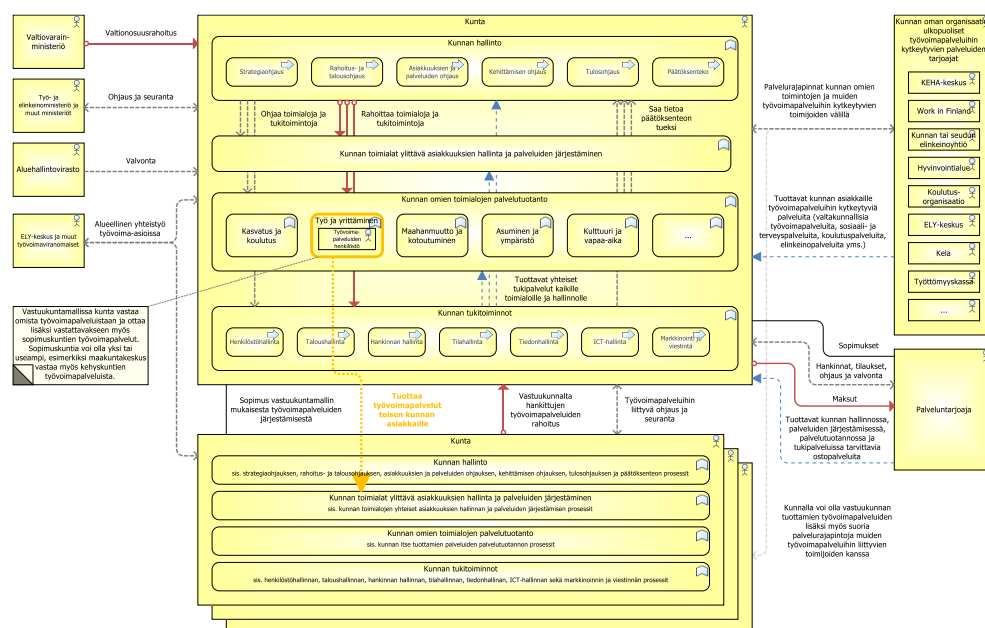 Valtiovarain-
ministeriö
Työ- ja
elinkeinoministeriö ja
muut ministeriöt
Aluehallintovirasto
ELY-keskus ja muut
työvoimaviranomaiset
Valtionosuusrahoitus
Ohjaus ja seuranta
Valvonta
Alueellinen yhteistyö
työvoima-asioissa
Vastuukuntamallissa kunta vastaa
omista työvoimapalveluistaan ja ottaa
lisäksi vastattavakseen myös
sopimuskuntien työvoimapalvelut.
Sopimuskuntia voi olla yksi tai
useampi, esimerkiksi maakuntakeskus
vastaa myös kehyskuntien
työvoimapalveluista.
Kunta
Kunnan hallinto
Strategiaohjaus
Rahoitus- ja
talousohjaus
Asiakkuuksien ja
palveluiden ohjaus
Kehittämisen ohjaus
Tulosohjaus
Päätöksenteko
Ohjaa toimialoja ja
tukitoimintoja
Rahoittaa toimialoja ja
tukitoimintoja
Saa tietoa
päätöksenteon
tueksi
Kunnan toimialat ylittävä asiakkuuksien hallinta ja palveluiden järjestäminen
Kunnan omien toimialojen palvelutuotanto
Kasvatus ja
koulutus
Työ ja yrittäminen
Työvoima-
palveluiden
henkilöstö
Maahanmuutto ja
kotoutuminen
Asuminen ja
ympäristö
Kulttuuri ja
vapaa-aika
...
Tuottavat yhteiset
tukipalvelut kaikille
toimialoille ja hallinnolle
Kunnan tukitoiminnot
Henkilöstöhallinta
Taloushallinta
Hankinnan hallinta
Tilahallinta
Tiedonhallinta
ICT-hallinta
Markkinointi ja
viestintä
Sopimus vastuukuntamallin
mukaisesta työvoimapalveluiden
järjestämisestä
Tuottaa
työvoimapalvelut
toisen kunnan
asiakkaille
Vastuukunnalta
hankittujen
työvoimapalveluiden
rahoitus
Työvoimapalveluihin
liittyvä ohjaus ja
seuranta
Kunta
Kunnan hallinto
sis. strategiaohjauksen, rahoitus- ja talousohjauksen, asiakkuuksien ja palveluiden ohjauksen, kehittämisen ohjauksen, tulosohjauksen ja päätöksenteon prosessit
Kunnan toimialat ylittävä asiakkuuksien hallinta ja palveluiden järjestäminen
sis. kunnan toimialojen yhteiset asiakkuuksien hallinnan ja palveluiden järjestämisen prosessit
Kunnan omien toimialojen palvelutuotanto
sis. kunnan itse tuottamien palveluiden palvelutuotannon prosessit
Kunnan tukitoiminnot
sis. henkilöstöhallinnan, taloushallinnan, hankinnan hallinnan, tilahallinnan, tiedonhallinnan, ICT-hallinnan sekä markkinoinnin ja viestinnän prosessit
Palvelurajapinnat kunnan omien
toimintojen ja muiden
työvoimapalveluihin kytkeytyvien
toimijoiden välillä
Tuottavat kunnan asiakkaille
työvoimapalveluihin kytkeytyviä
palveluita (valtakunnallisia
työvoimapalveluita, sosiaali- ja
terveyspalveluita, koulutuspalveluita,
elinkeinopalveluita yms.)
Kunnan oman organisaation
ulkopuoliset
työvoimapalveluihin
kytkeytyvien palveluiden
tarjoajat
KEHA-keskus
Work in Finland
Kunnan tai seudun
elinkeinoyhtiö
Hyvinvointialue
Koulutus-
organisaatio
ELY-keskus
Kela
Työttömyyskassa
...
Sopimukset
Hankinnat, tilaukset,
ohjaus ja valvonta
Maksut
Tuottavat kunnan hallinnossa,
palveluiden järjestämisessä,
palvelutuotannossa ja
tukipalveluissa tarvittavia
ostopalveluita
Palveluntarjoaja
Kunnalla voi olla vastuukunnan
tuottamien työvoimapalveluiden
lisäksi myös suoria
palvelurajapintoja muiden
työvoimapalveluihin liittyvien
toimijoiden kanssa